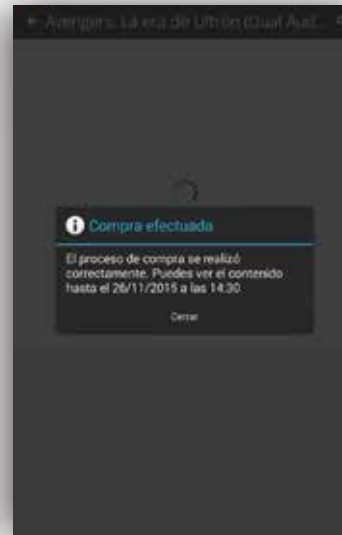 ← Avengers: La era de Ultrón (Dual Aud...
Compra efectuada
El proceso de compra se realizó
correctamente. Puedes ver el contenido
hasta el 26/11/2015 a las 14:30
Cerrar